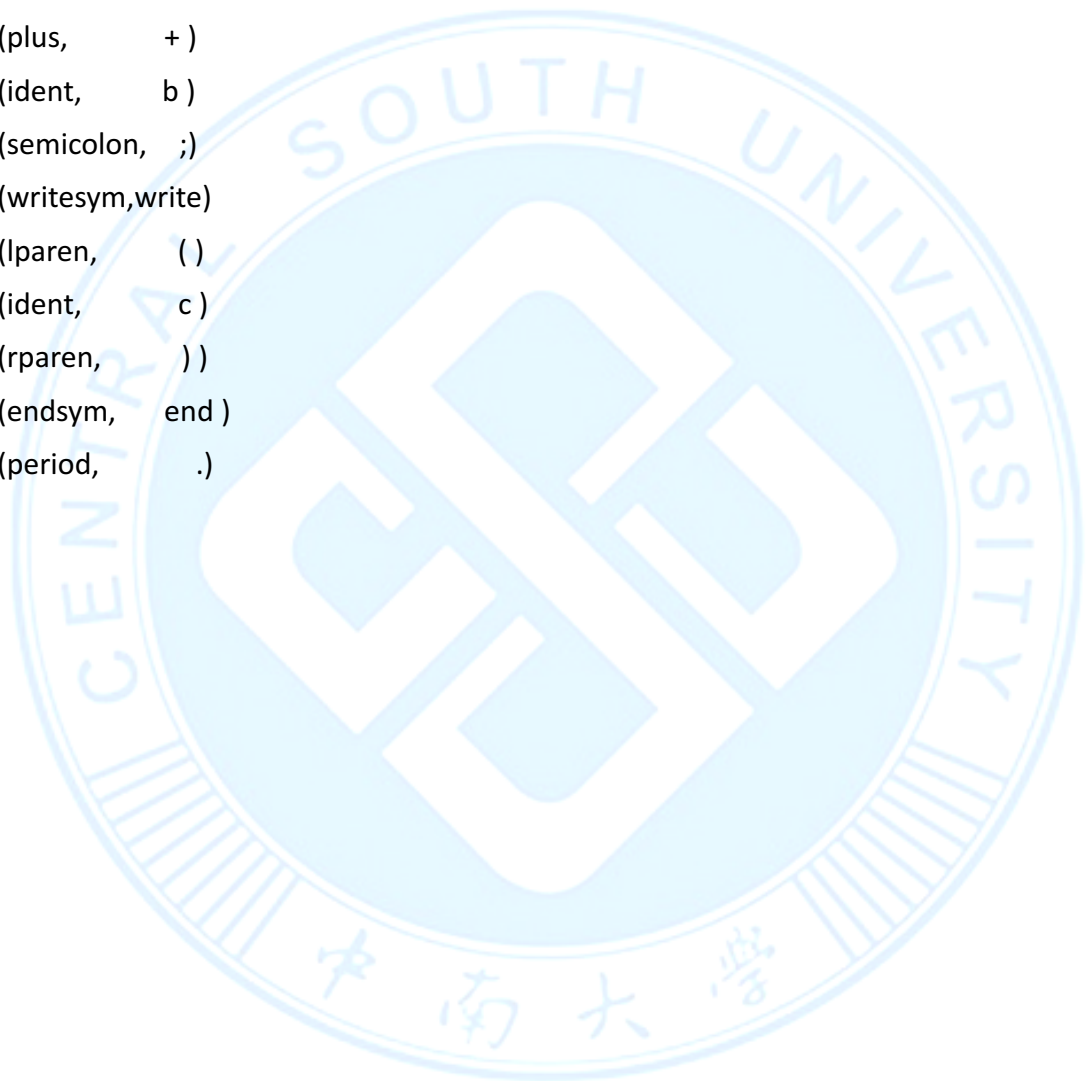 (plus, + )
(ident, b )
(semicolon, ;)
(writesym,write)
(lparen, ( )
(ident, c )
(rparen, ) )
(endsym, end )
(period, .)
CENTRAL SOUTH UNIVERSITY
中南大學